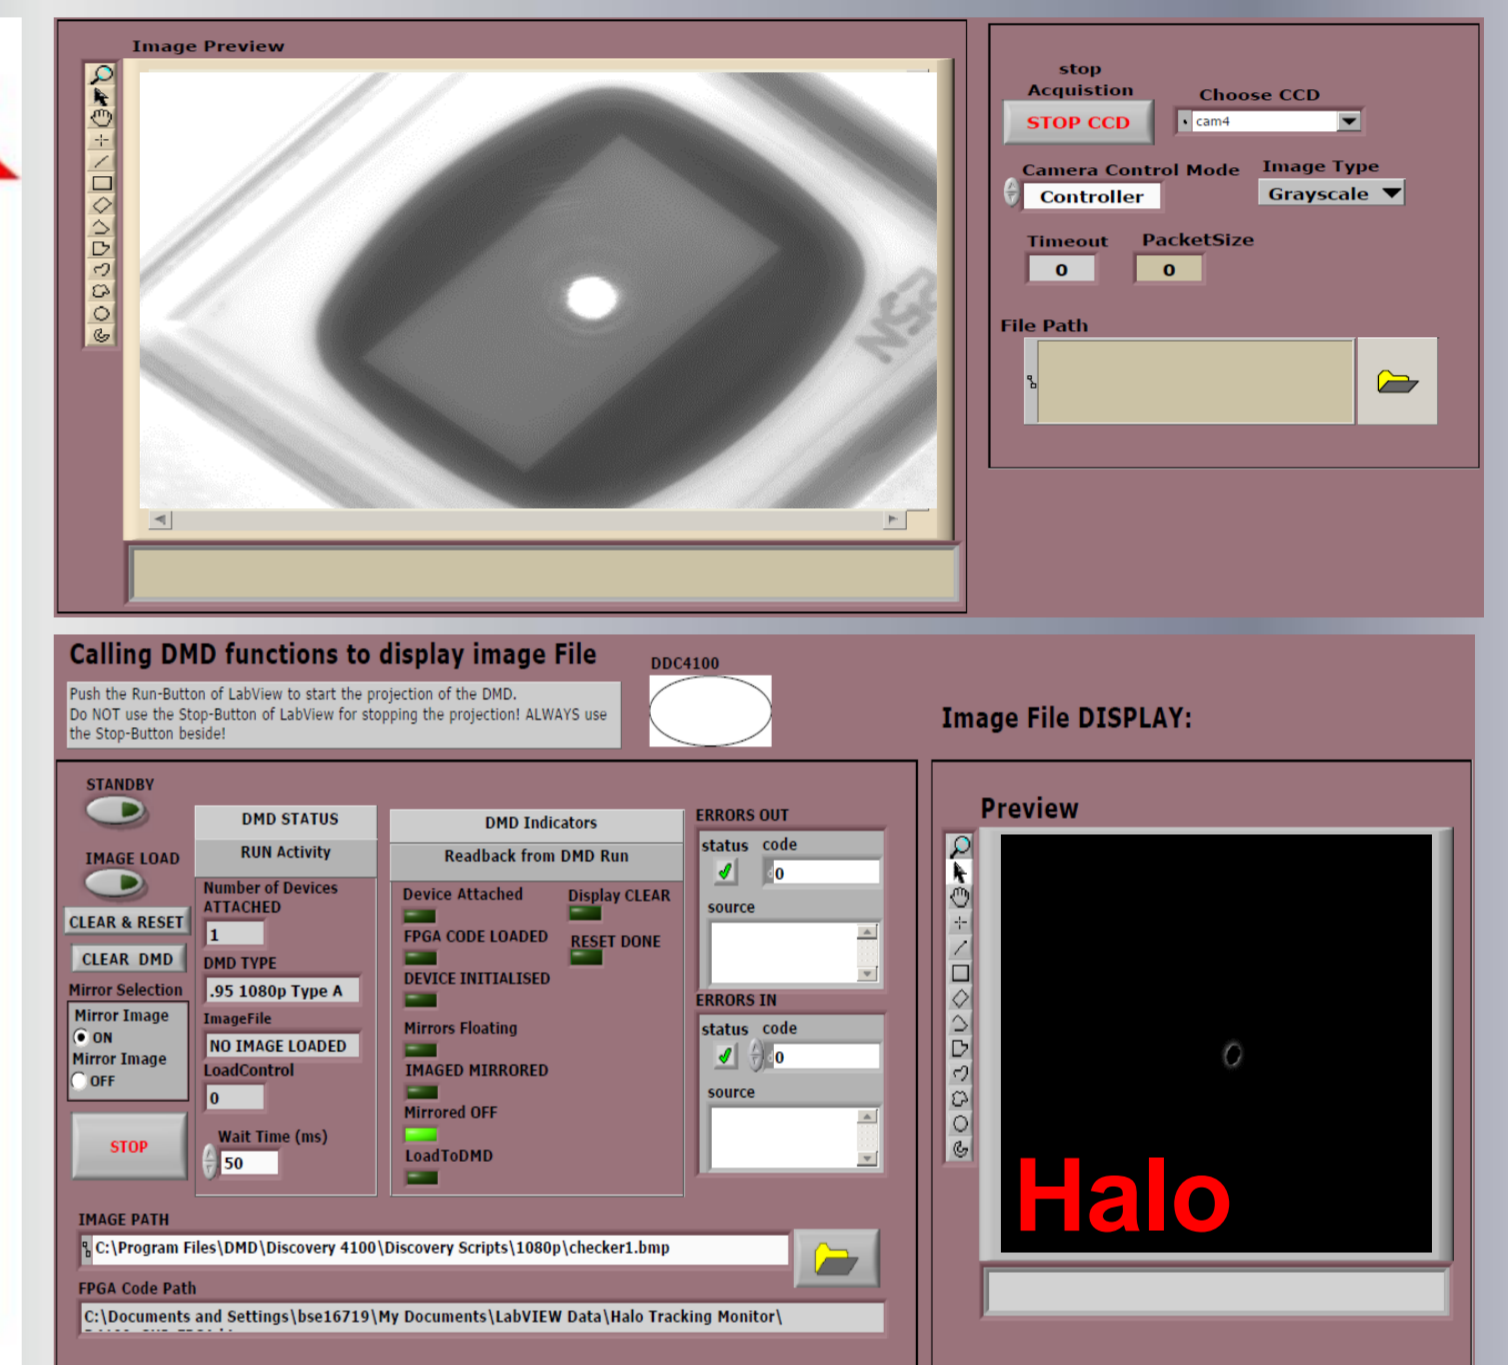 Image Preview
stop
Acquistion
STOP CCD
Choose CCD
cam4
Camera Control Mode
Controller
Image Type
Grayscale
Timeout
0
PacketSize
0
File Path
Calling DMD functions to display image File
Push the Run-Button of LabView to start the projection of the DMD.
Do NOT use the Stop-Button of LabView for stopping the projection! ALWAYS use
the Stop-Button beside!
DDC4100
Image File DISPLAY:
STANDBY
IMAGE LOAD
CLEAR & RESET
CLEAR DMD
Mirror Selection
Mirror Image
ON
Mirror Image
OFF
STOP
DMD STATUS
RUN Activity
Number of Devices
ATTACHED
1
DMD TYPE
.95 1080p Type A
ImageFile
NO IMAGE LOADED
LoadControl
0
Wait Time (ms)
50
DMD Indicators
Readback from DMD Run
Device Attached
Display CLEAR
FPGA CODE LOADED
RESET DONE
DEVICE INITIALISED
Mirrors Floating
IMAGED MIRRORED
Mirrored OFF
LoadToDMD
ERRORS OUT
status code
0
source
ERRORS IN
status code
0
source
Preview
Halo
IMAGE PATH
C:\Program Files\DMD\Discovery 4100\Discovery Scripts\1080p\checker1.bmp
FPGA Code Path
C:\Documents and Settings\bse16719\My Documents\LabVIEW Data\Halo Tracking Monitor\